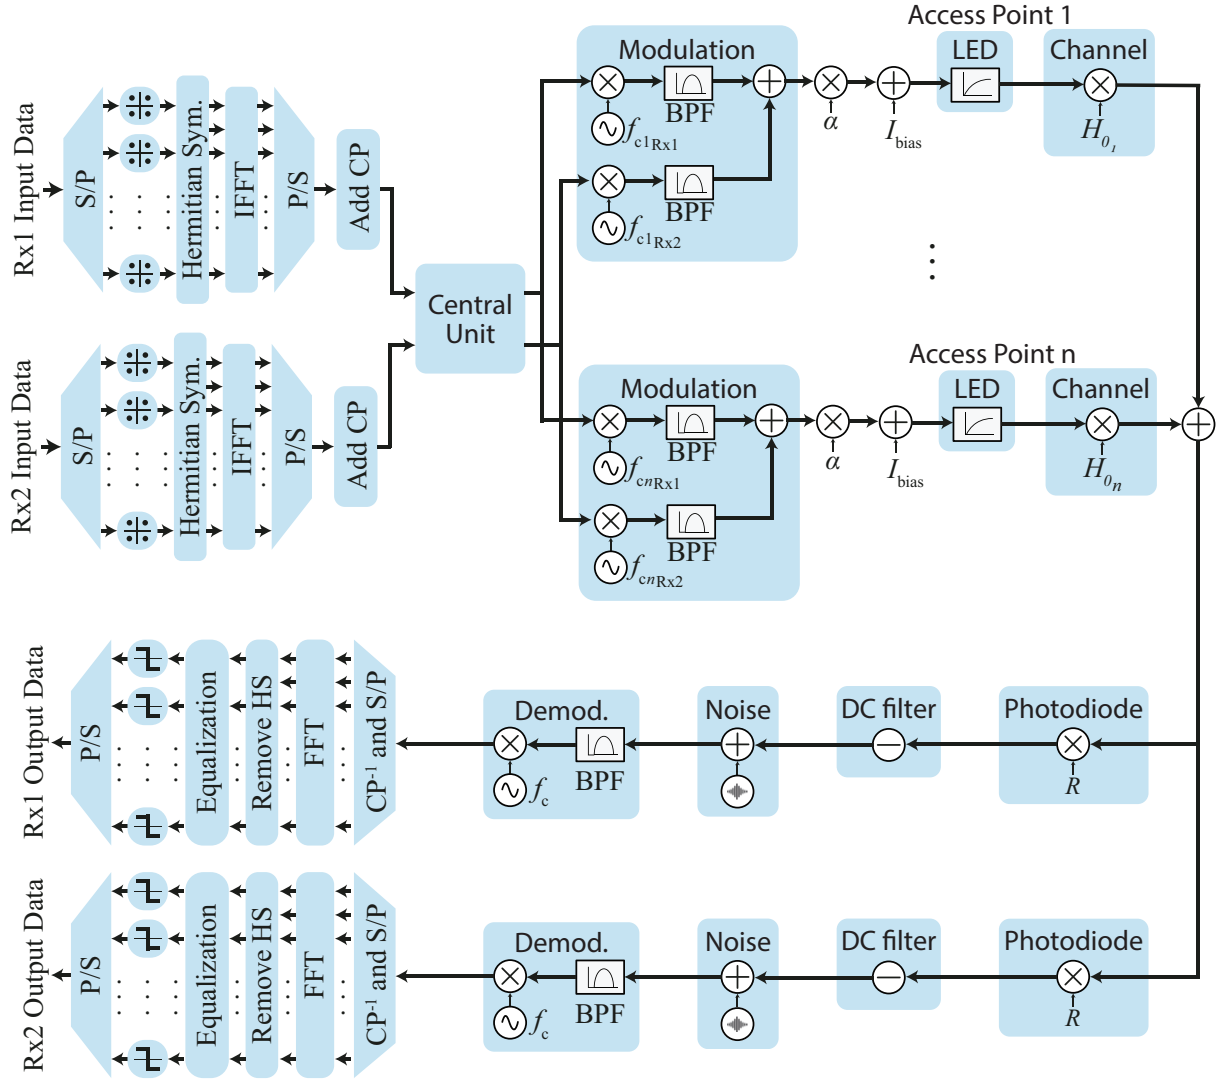 Access Point 1
Modulation
LED
Channel
BPF
f_c1Rx1
α
I_bias
H_0_1
BPF
f_c1Rx2
Rx1 Input Data
S/P
Hermitian Sym.
IFFT
P/S
Add CP
Central
Unit
Rx2 Input Data
S/P
Hermitian Sym.
IFFT
P/S
Add CP
Access Point n
Modulation
LED
Channel
BPF
f_cnRx1
α
I_bias
H_0_n
BPF
f_cnRx2
Rx1 Output Data
P/S
Equalization
Remove HS
FFT
CP⁻¹ and S/P
Demod.
BPF
f_c
Noise
DC filter
Photodiode
R
Rx2 Output Data
P/S
Equalization
Remove HS
FFT
CP⁻¹ and S/P
Demod.
BPF
f_c
Noise
DC filter
Photodiode
R